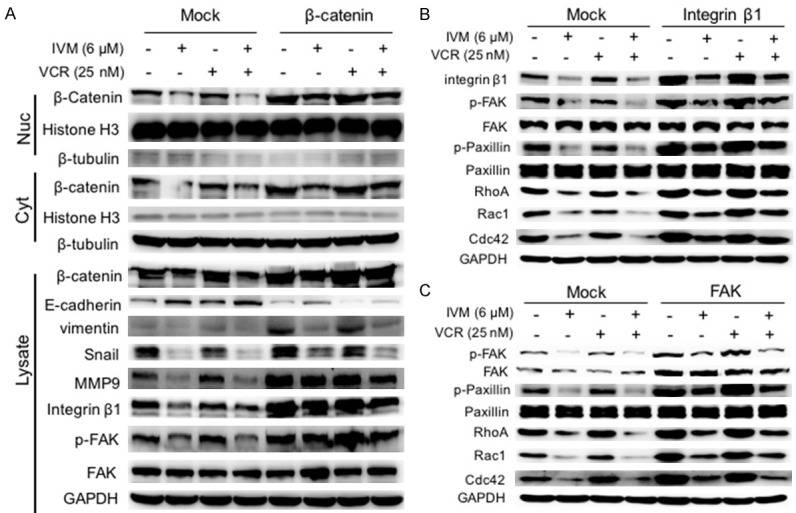 A
Mock β-catenin
IVM (6 μM) - + - + - + - +
VCR (25 nM) - - + + - - + +
Nuc
β-Catenin
Histone H3
β-tubulin
Cyt
β-catenin
Histone H3
β-tubulin
Lysate
β-catenin
E-cadherin
vimentin
Snail
MMP9
Integrin β1
p-FAK
FAK
GAPDH
B
Mock Integrin β1
IVM (6 μM) - + - + - + - +
VCR (25 nM) - - + + - - + +
integrin β1
p-FAK
FAK
p-Paxillin
Paxillin
RhoA
Rac1
Cdc42
GAPDH
C
Mock FAK
IVM (6 μM) - + - + - + - +
VCR (25 nM) - - + + - - + +
p-FAK
FAK
p-Paxillin
Paxillin
RhoA
Rac1
Cdc42
GAPDH